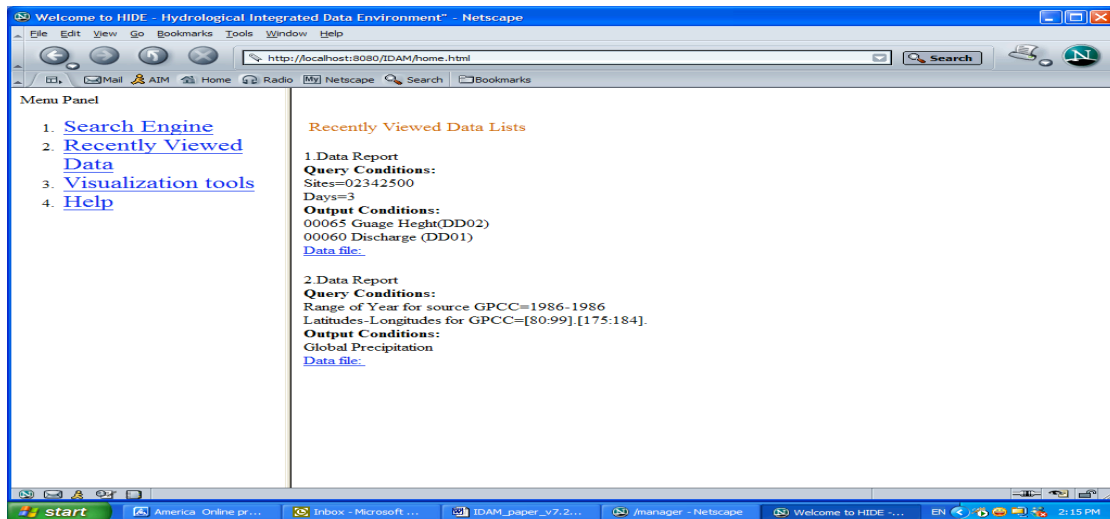 Welcome to HIDE - Hydrological Integrated Data Environment" - Netscape
File Edit View Go Bookmarks Tools Window Help
http://localhost:8080/IDAM/home.html
Search
N
Mail AIM Home Radio My Netscape Search Bookmarks
Menu Panel
1. Search Engine
2. Recently Viewed
Data
3. Visualization tools
4. Help
Recently Viewed Data Lists
1.Data Report
Query Conditions:
Sites=02342500
Days=3
Output Conditions:
00065 Guage Heght(DD02)
00060 Discharge (DD01)
Data file:
2.Data Report
Query Conditions:
Range of Year for source GPCC=1986-1986
Latitudes-Longitudes for GPCC=[80:99].[175:184].
Output Conditions:
Global Precipitation
Data file:
start America Online pr... Inbox - Microsoft ... IDAM_paper_v7.2... /manager - Netscape Welcome to HIDE -... EN 2:15 PM